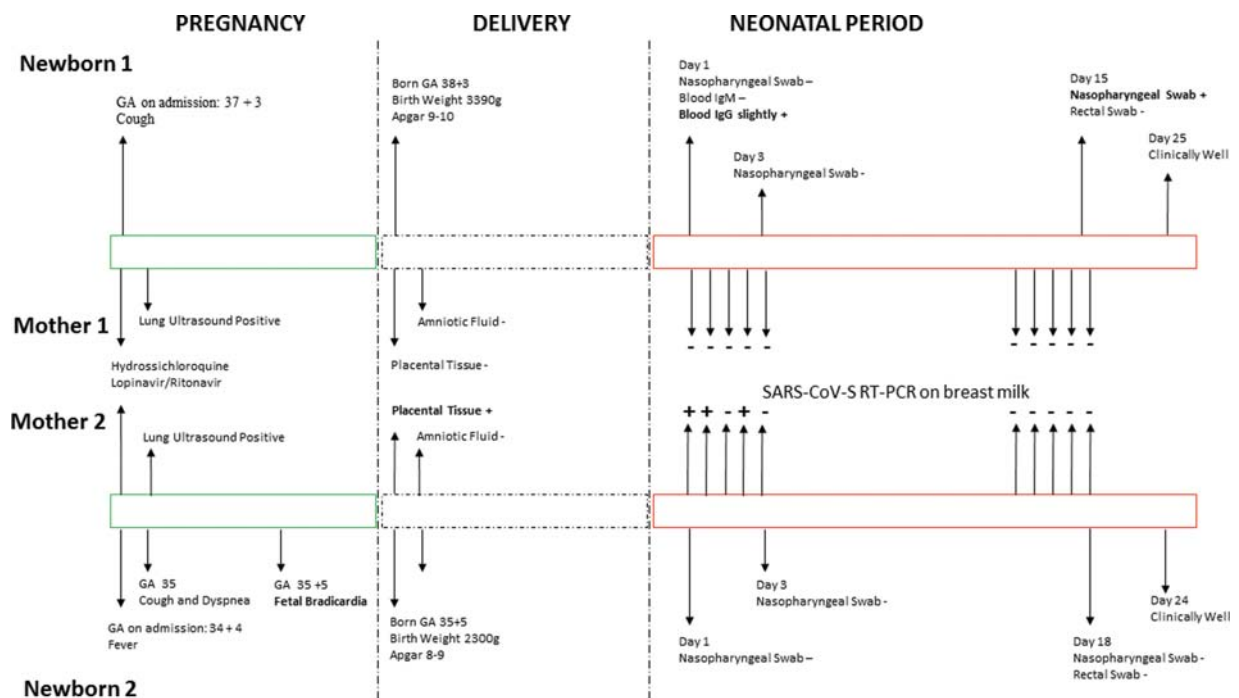 PREGNANCY
DELIVERY
NEONATAL PERIOD
Newborn 1
GA on admission: 37 + 3
Cough
Born GA 38+3
Birth Weight 3390g
Apgar 9-10
Day 1
Nasopharyngeal Swab –
Blood IgM –
Blood IgG slightly +
Day 3
Nasopharyngeal Swab -
Day 15
Nasopharyngeal Swab +
Rectal Swab -
Day 25
Clinically Well
Mother 1
Lung Ultrasound Positive
Hydrossichloroquine
Lopinavir/Ritonavir
Amniotic Fluid -
Placental Tissue -
- - - - -
- - - - -
SARS-CoV-S RT-PCR on breast milk
Mother 2
Lung Ultrasound Positive
Placental Tissue +
Amniotic Fluid -
+ + - + -
- - - - -
GA 35
Cough and Dyspnea
GA 35 +5
Fetal Bradicardia
GA on admission: 34 + 4
Fever
Born GA 35+5
Birth Weight 2300g
Apgar 8-9
Day 3
Nasopharyngeal Swab -
Day 1
Nasopharyngeal Swab –
Day 24
Clinically Well
Day 18
Nasopharyngeal Swab -
Rectal Swab -
Newborn 2